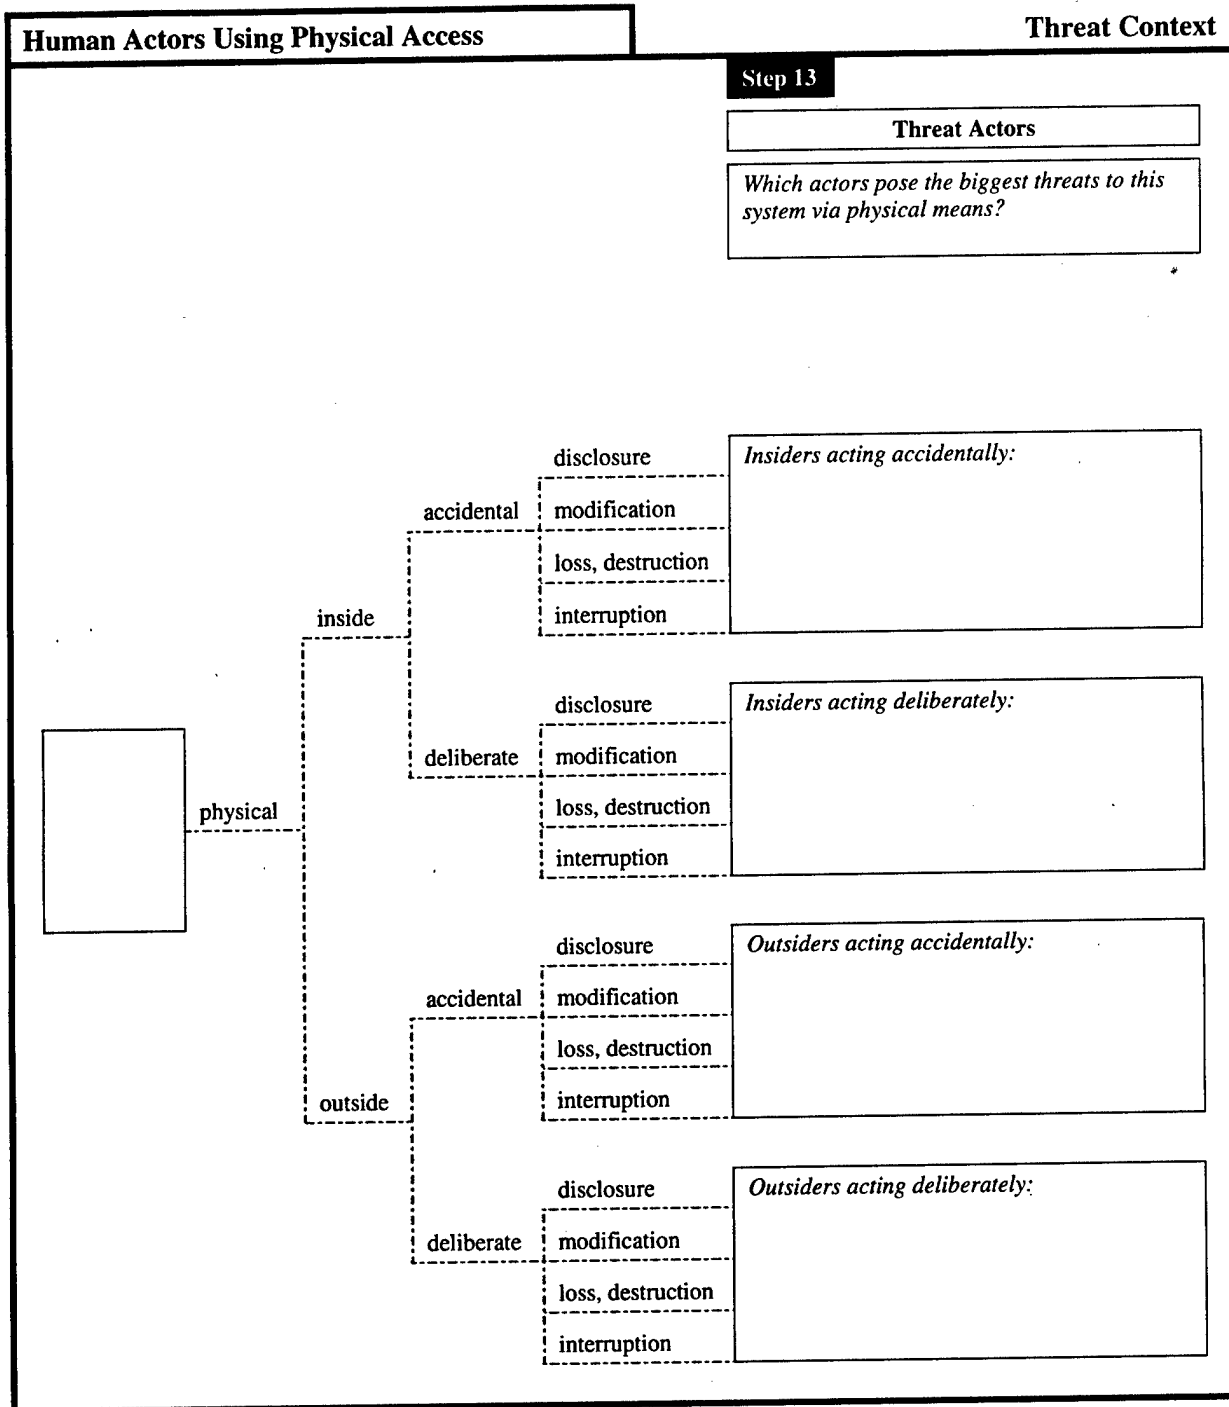 Human Actors Using Physical Access
Threat Context
Step 13
Threat Actors
Which actors pose the biggest threats to this
system via physical means?
disclosure
Insiders acting accidentally:
accidental
modification
loss, destruction
inside
interruption
disclosure
Insiders acting deliberately:
deliberate
modification
physical
loss, destruction
interruption
disclosure
Outsiders acting accidentally:
accidental
modification
loss, destruction
outside
interruption
disclosure
Outsiders acting deliberately:
deliberate
modification
loss, destruction
interruption